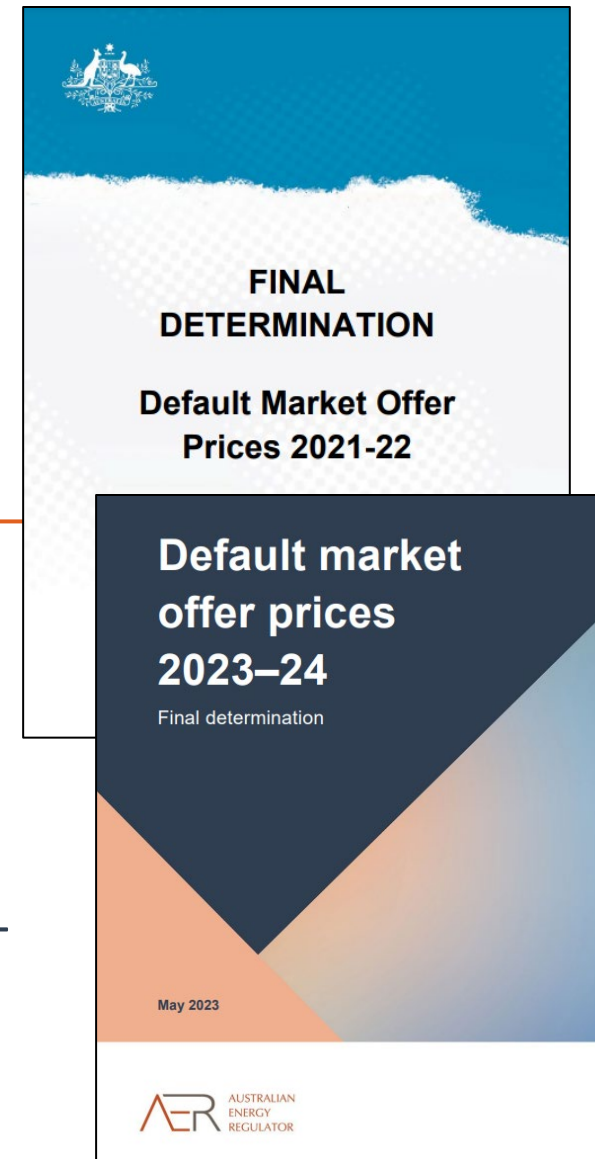 FINAL
DETERMINATION
Default Market Offer
Prices 2021-22
Default market
offer prices
2023–24
Final determination
May 2023
AER
AUSTRALIAN
ENERGY
REGULATOR